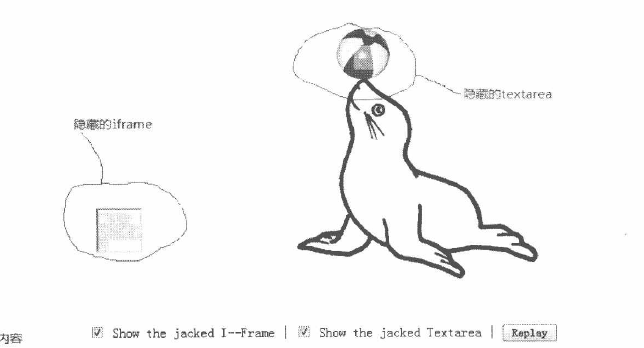 隐藏的textarea
隐藏的iframe
内容
Show the jacked I--Frame | Show the jacked Textarea | Replay